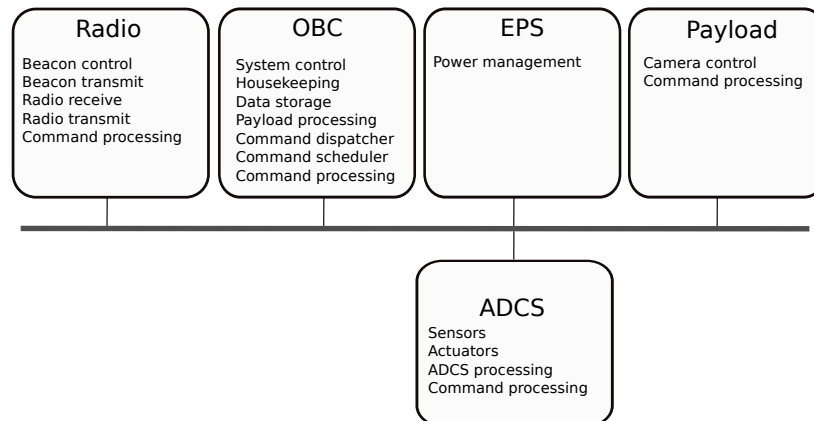 Radio
Beacon control
Beacon transmit
Radio receive
Radio transmit
Command processing
OBC
System control
Housekeeping
Data storage
Payload processing
Command dispatcher
Command scheduler
Command processing
EPS
Power management
Payload
Camera control
Command processing
ADCS
Sensors
Actuators
ADCS processing
Command processing